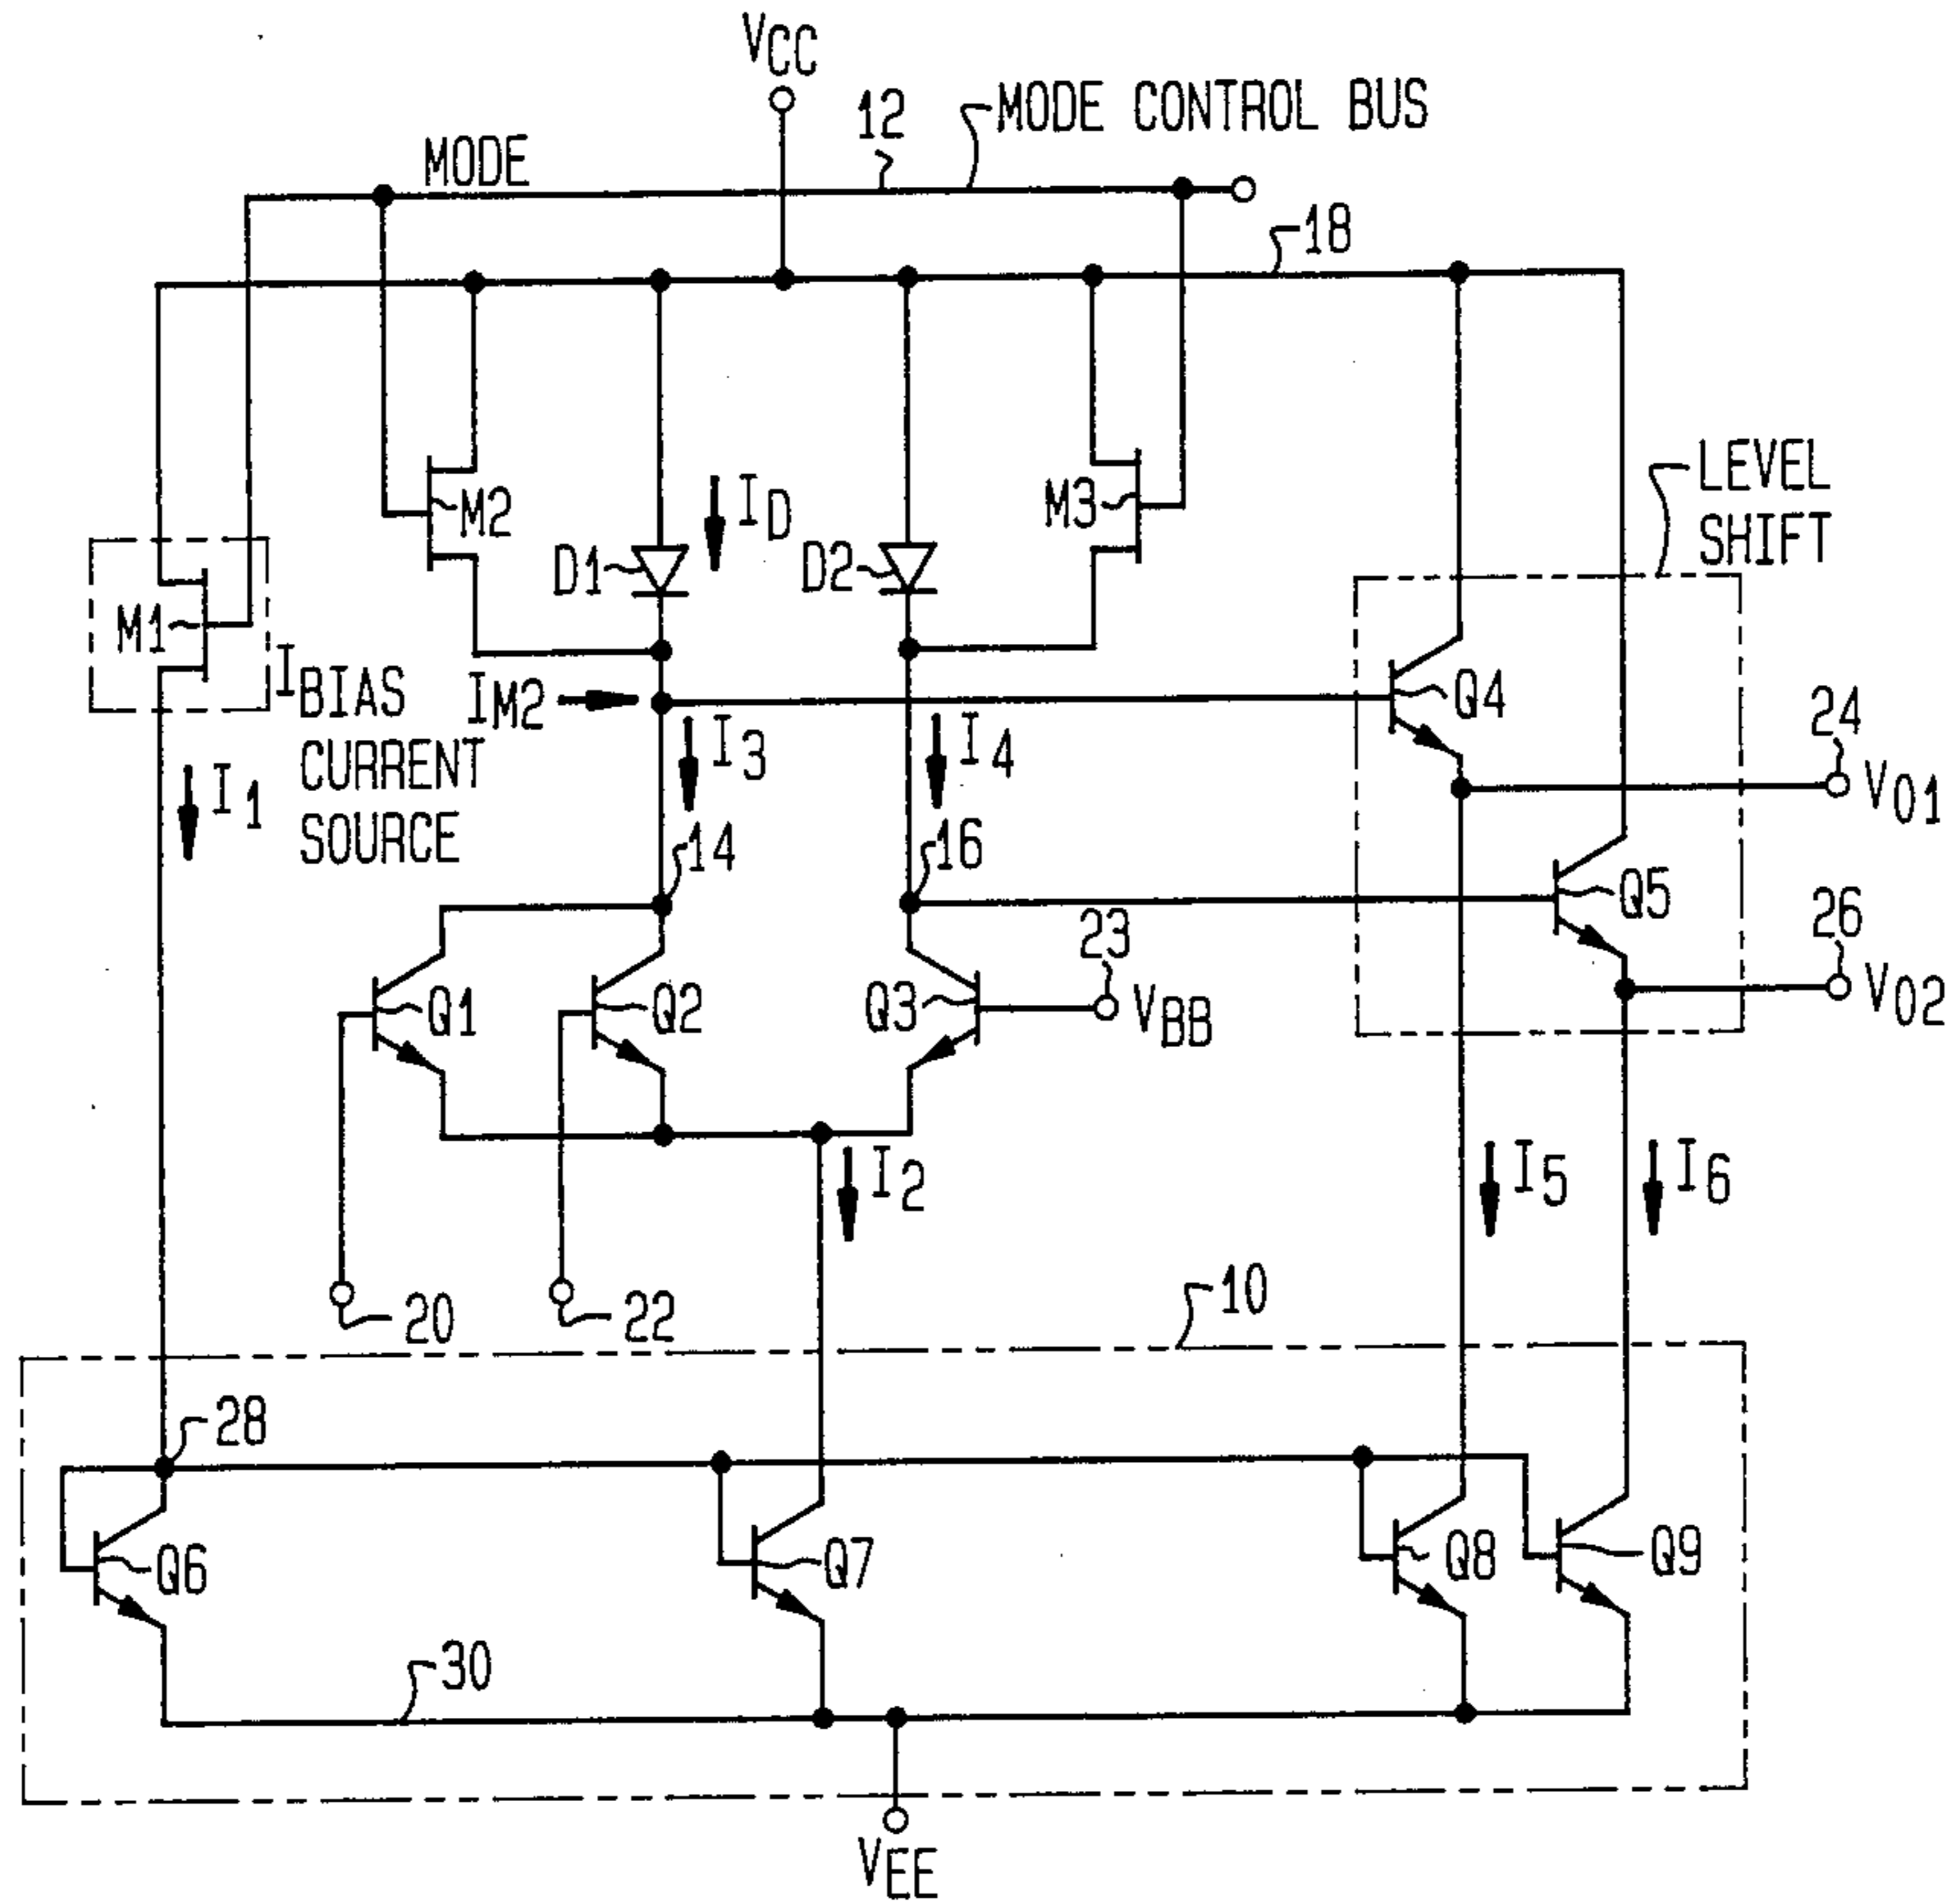 VCC
12
MODE CONTROL BUS
MODE
18
LEVEL
SHIFT
M2
ID
M3
D1
D2
M1
IBIAS
CURRENT
SOURCE
IM2
Q4
24
I3
I4
I1
VO1
14
16
Q5
23
26
Q1
Q2
Q3
VBB
VO2
I2
I5
I6
10
20
22
28
Q6
Q7
Q8
Q9
30
VEE